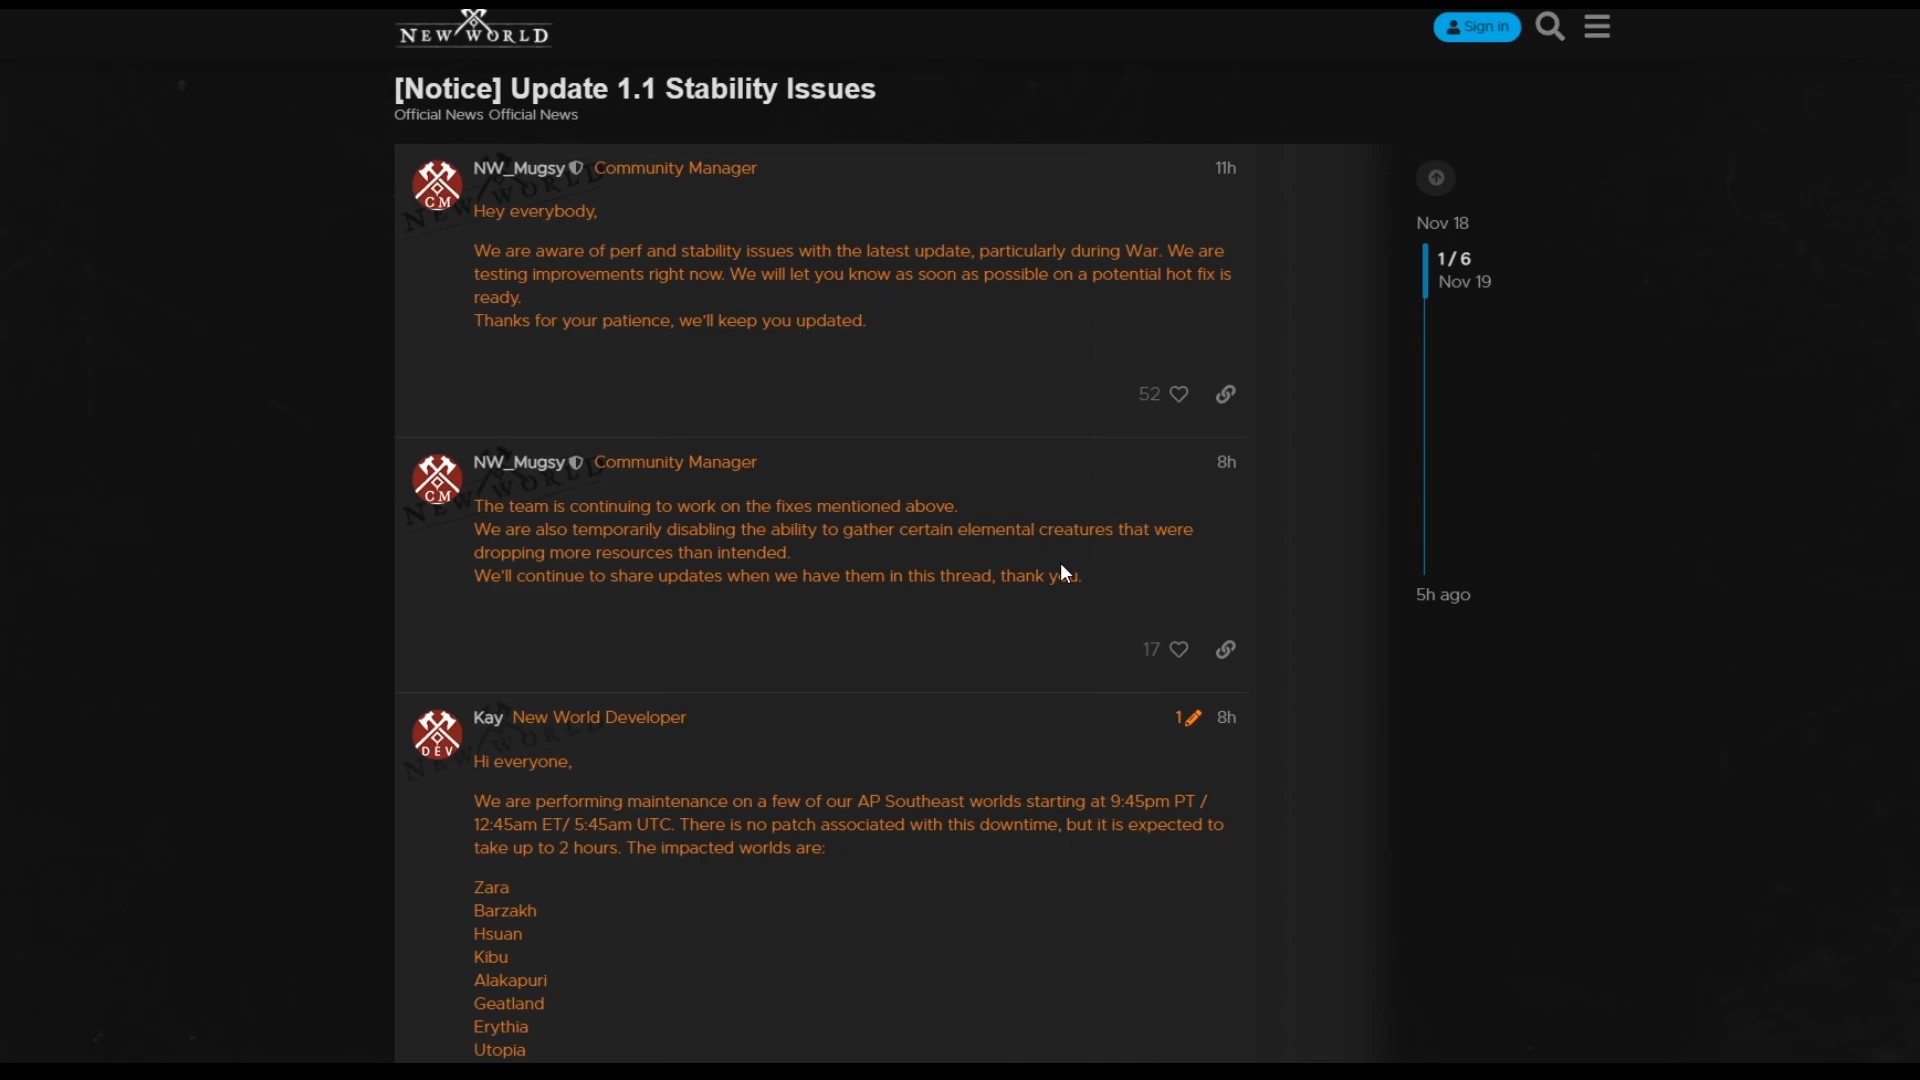 NEW WORLD
Sign in
[Notice] Update 1.1 Stability Issues
Official News Official News
NW_Mugsy Community Manager 11h
Hey everybody,
We are aware of perf and stability issues with the latest update, particularly during War. We are
testing improvements right now. We will let you know as soon as possible on a potential hot fix is
ready.
Thanks for your patience, we'll keep you updated.
52
NW_Mugsy Community Manager 8h
The team is continuing to work on the fixes mentioned above.
We are also temporarily disabling the ability to gather certain elemental creatures that were
dropping more resources than intended.
We'll continue to share updates when we have them in this thread, thank you.
17
Kay New World Developer 1 8h
Hi everyone,
We are performing maintenance on a few of our AP Southeast worlds starting at 9:45pm PT /
12:45am ET/ 5:45am UTC. There is no patch associated with this downtime, but it is expected to
take up to 2 hours. The impacted worlds are:
Zara
Barzakh
Hsuan
Kibu
Alakapuri
Geatland
Erythia
Utopia
Nov 18
1 / 6
Nov 19
5h ago
CM
CM
DEV
NEW WORLD
NEW WORLD
NEW WORLD